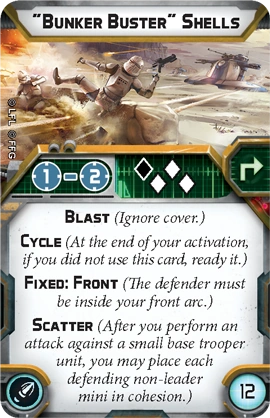 "Bunker Buster" Shells
© LFL © FFG
1 - 2
Blast (Ignore cover.)
Cycle (At the end of your activation,
if you did not use this card, ready it.)
Fixed: Front (The defender must
be inside your front arc.)
Scatter (After you perform an
attack against a small base trooper
unit, you may place each
defending non-leader
mini in cohesion.)
12